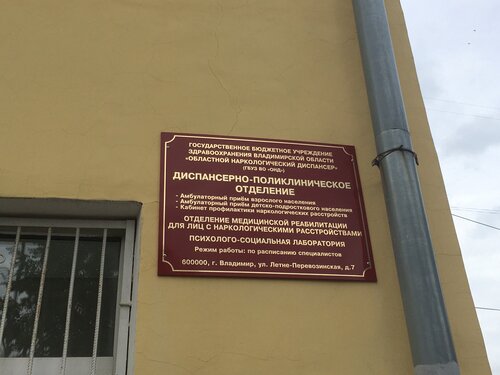 ГОСУДАРСТВЕННОЕ БЮДЖЕТНОЕ УЧРЕЖДЕНИЕ
ЗДРАВООХРАНЕНИЯ ВЛАДИМИРСКОЙ ОБЛАСТИ
«ОБЛАСТНОЙ НАРКОЛОГИЧЕСКИЙ ДИСПАНСЕР»
(ГБУЗ ВО «ОНД»)
ДИСПАНСЕРНО-ПОЛИКЛИНИЧЕСКОЕ
ОТДЕЛЕНИЕ
- Амбулаторный приём взрослого населения
- Амбулаторный приём детско-подросткового населения
- Кабинет профилактики наркологических расстройств
ОТДЕЛЕНИЕ МЕДИЦИНСКОЙ РЕАБИЛИТАЦИИ
ДЛЯ ЛИЦ С НАРКОЛОГИЧЕСКИМИ РАССТРОЙСТВАМИ
ПСИХОЛОГО-СОЦИАЛЬНАЯ ЛАБОРАТОРИЯ
Режим работы: по расписанию специалистов
600000, г. Владимир, ул. Летне-Перевозинская, д.7